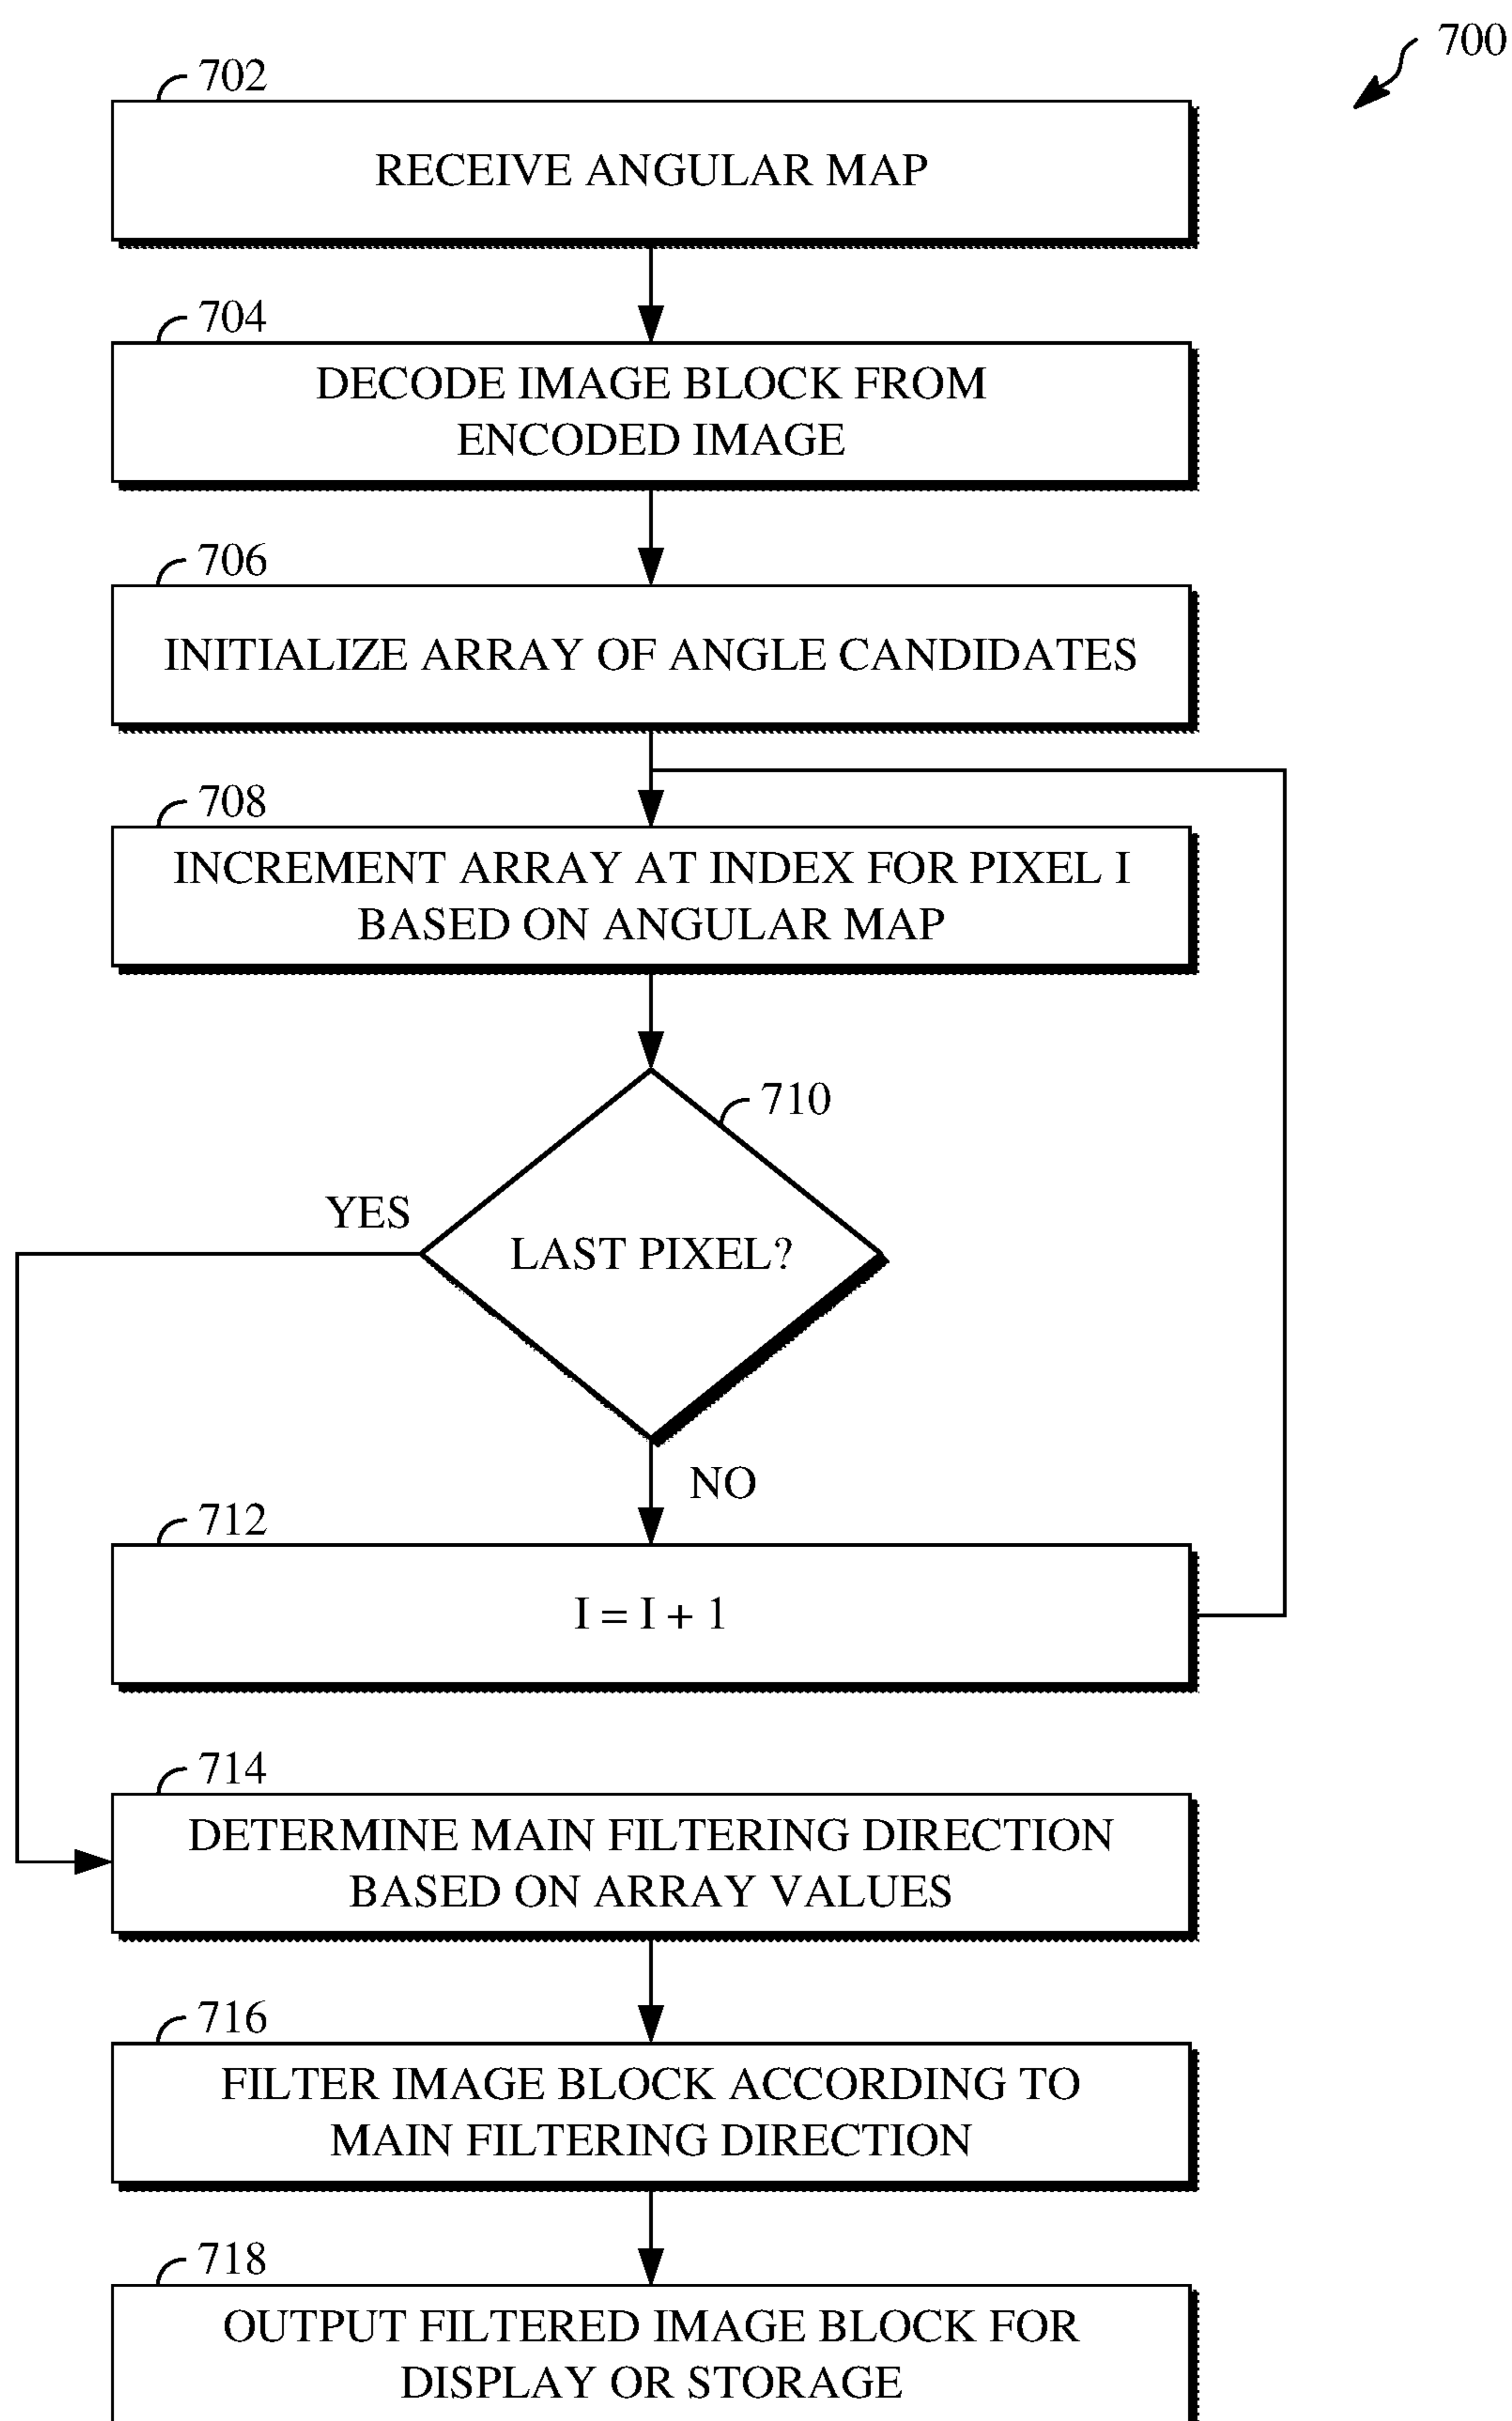 700
702
RECEIVE ANGULAR MAP
704
DECODE IMAGE BLOCK FROM
ENCODED IMAGE
706
INITIALIZE ARRAY OF ANGLE CANDIDATES
708
INCREMENT ARRAY AT INDEX FOR PIXEL I
BASED ON ANGULAR MAP
710
YES
LAST PIXEL?
NO
712
I = I + 1
714
DETERMINE MAIN FILTERING DIRECTION
BASED ON ARRAY VALUES
716
FILTER IMAGE BLOCK ACCORDING TO
MAIN FILTERING DIRECTION
718
OUTPUT FILTERED IMAGE BLOCK FOR
DISPLAY OR STORAGE